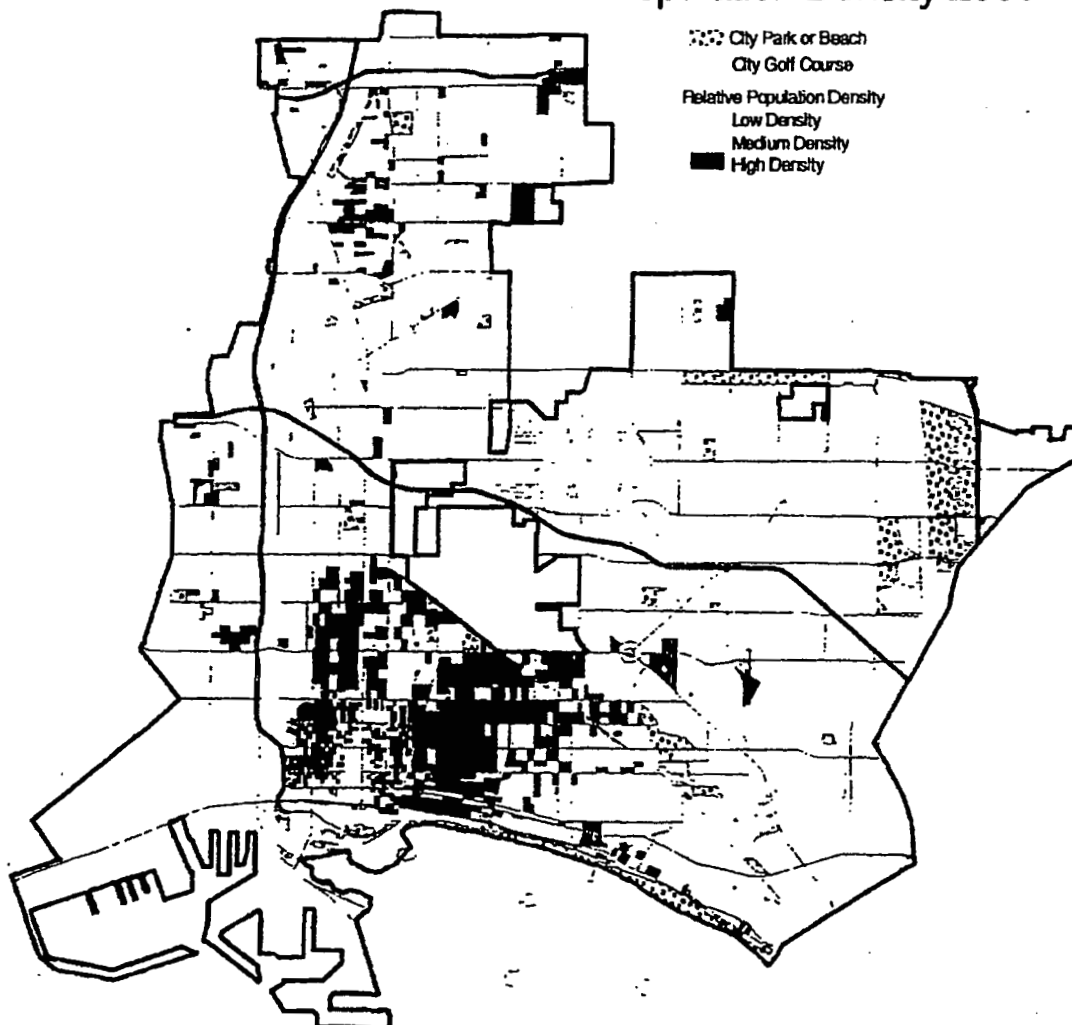 City Park or Beach
City Golf Course
Relative Population Density
Low Density
Medium Density
High Density